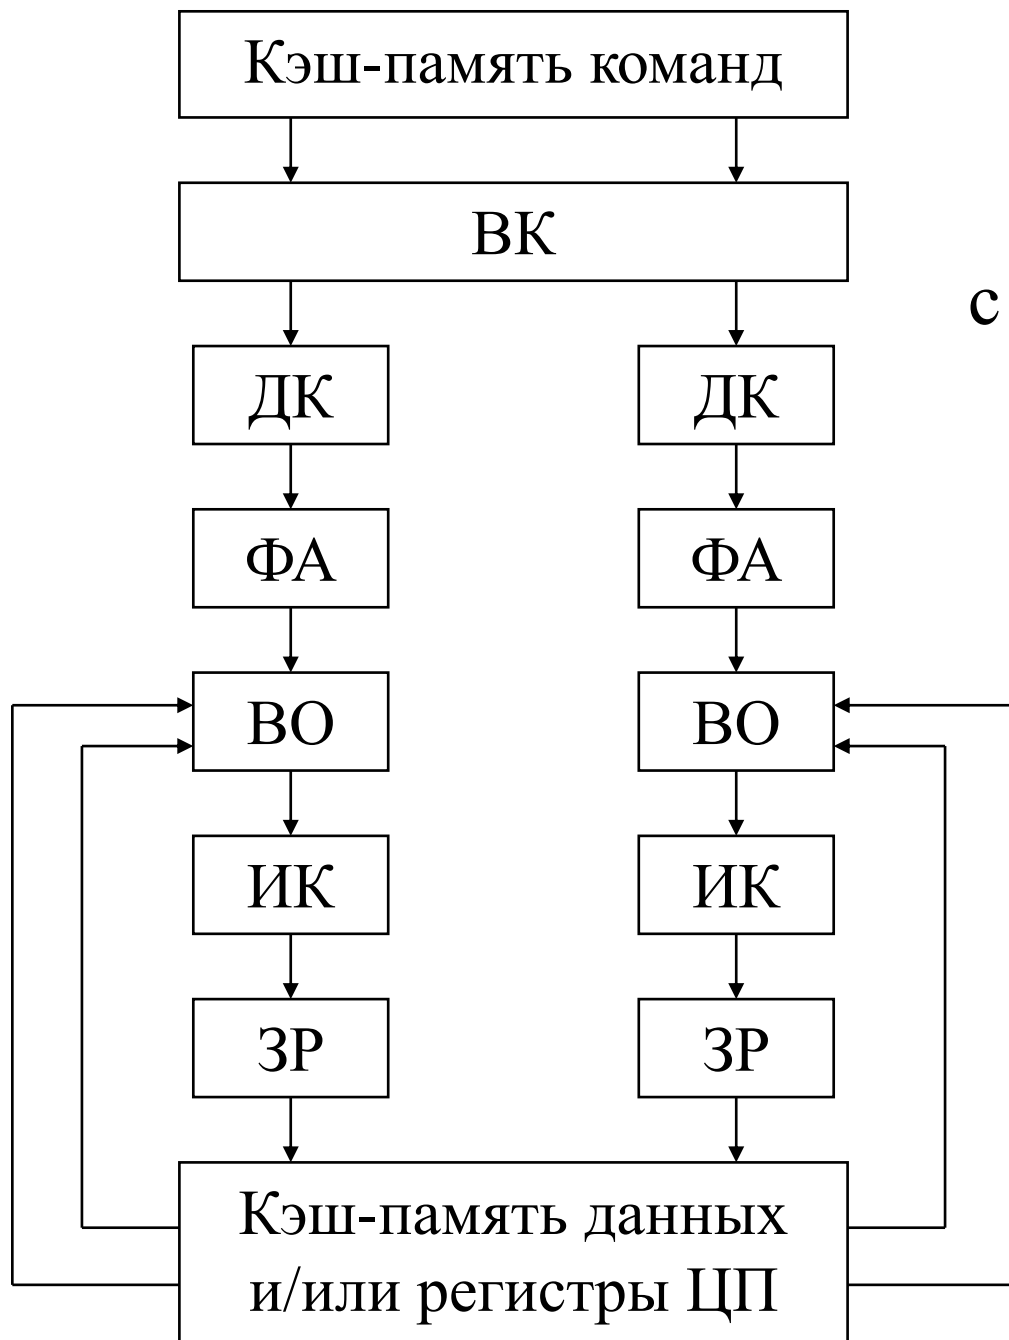 Кэш-память команд
ВК
с
ДК
ДК
ФА
ФА
ВО
ВО
ИК
ИК
ЗР
ЗР
Кэш-память данных
и/или регистры ЦП